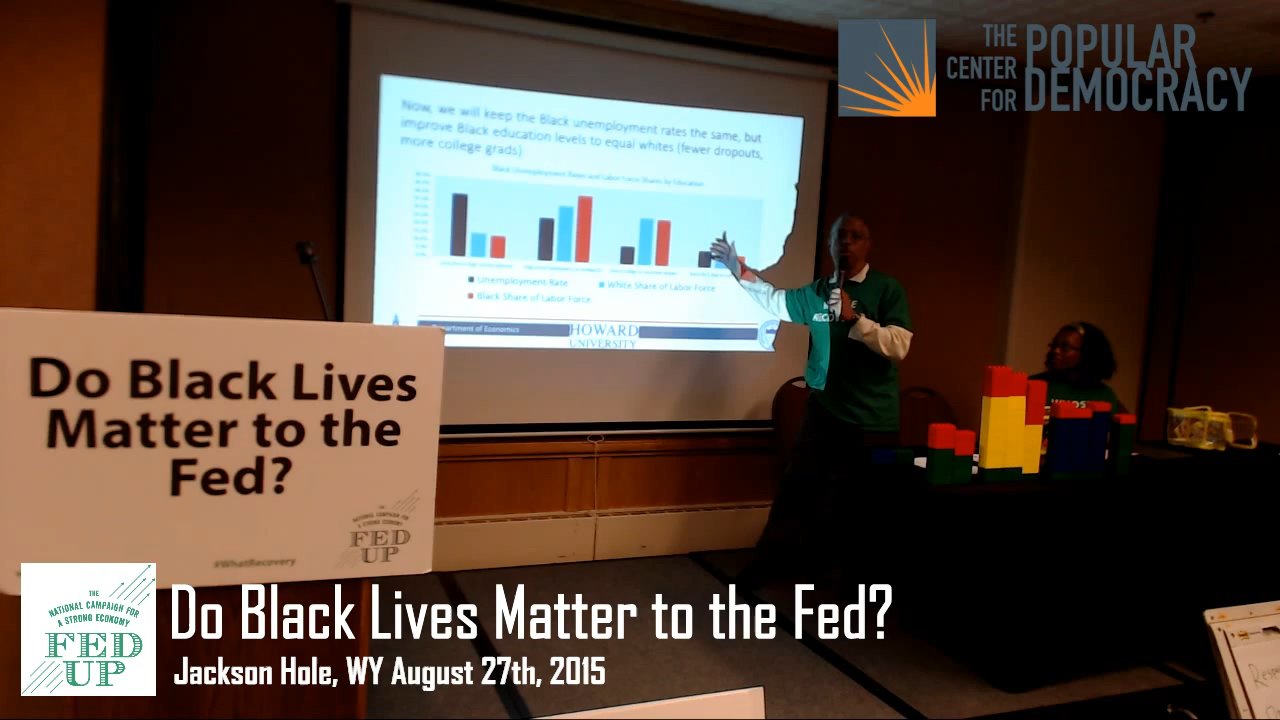 THE
CENTER
FOR
POPULAR
DEMOCRACY
Now, we will keep the Black unemployment rates the same, but
improve Black education levels to equal whites (fewer dropouts,
more college grads)
Black Unemployment Rates and Labor Force Shares by Education
Unemployment Rate
White Share of Labor Force
Black Share of Labor Force
Department of Economics
HOWARD
UNIVERSITY
Do Black Lives
Matter to the
Fed?
#WhatRecovery
THE
NATIONAL CAMPAIGN FOR
A STRONG ECONOMY
FED
UP
THE
NATIONAL CAMPAIGN FOR
A STRONG ECONOMY
FED
UP
Do Black Lives Matter to the Fed?
Jackson Hole, WY August 27th, 2015